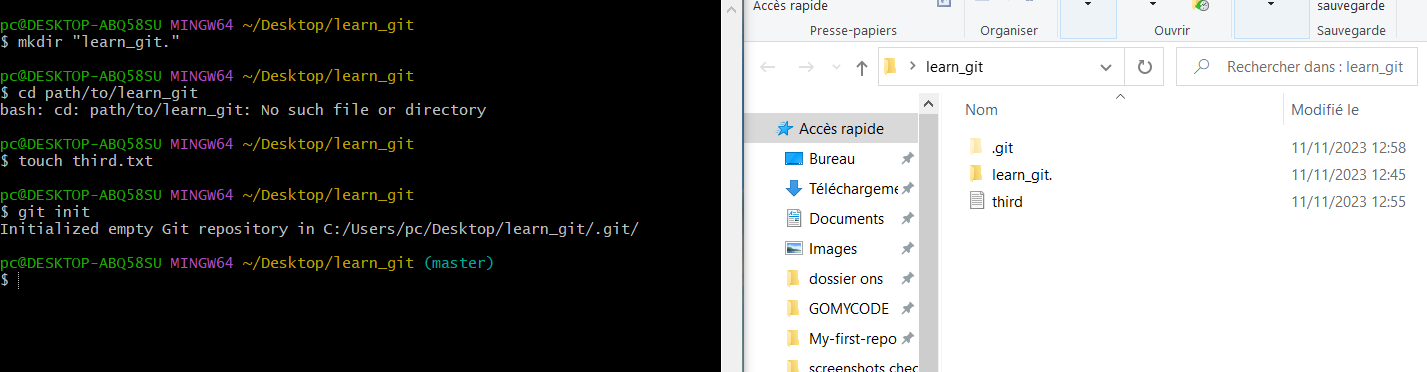 pc@DESKTOP-ABQ58SU MINGW64 ~/Desktop/learn_git
$ mkdir "learn_git."
pc@DESKTOP-ABQ58SU MINGW64 ~/Desktop/learn_git
$ cd path/to/learn_git
bash: cd: path/to/learn_git: No such file or directory
pc@DESKTOP-ABQ58SU MINGW64 ~/Desktop/learn_git
$ touch third.txt
pc@DESKTOP-ABQ58SU MINGW64 ~/Desktop/learn_git
$ git init
Initialized empty Git repository in C:/Users/pc/Desktop/learn_git/.git/
pc@DESKTOP-ABQ58SU MINGW64 ~/Desktop/learn_git (master)
$
Accès rapide
sauvegarde
Presse-papiers
Organiser
Ouvrir
Sauvegarde
learn_git
Rechercher dans : learn_git
Accès rapide
Bureau
Téléchargeme
Documents
Images
dossier ons
GOMYCODE
My-first-repo
screenshots chec
Nom
Modifié le
.git
11/11/2023 12:58
learn_git.
11/11/2023 12:45
third
11/11/2023 12:55